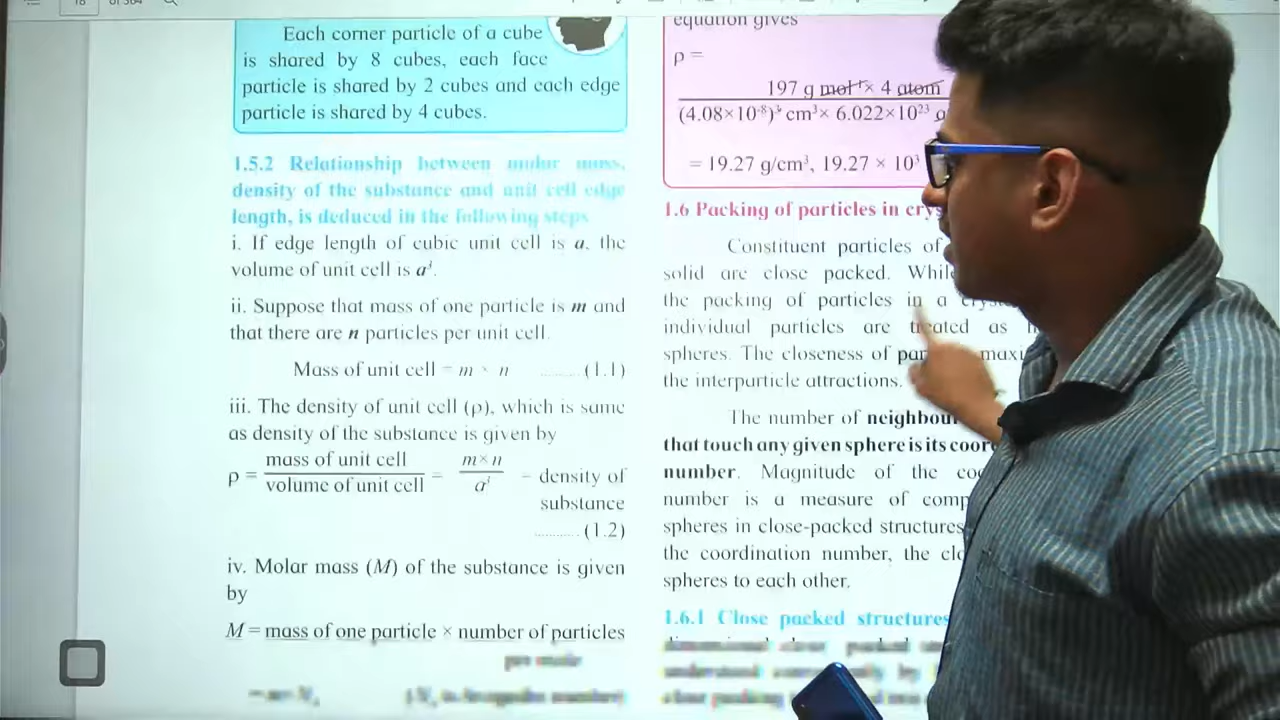 18 of 364
Each corner particle of a cube
is shared by 8 cubes, each face
particle is shared by 2 cubes and each edge
particle is shared by 4 cubes.
1.5.2 Relationship between molar mass,
density of the substance and unit cell edge
length, is deduced in the following steps
i. If edge length of cubic unit cell is a, the
volume of unit cell is a³.
ii. Suppose that mass of one particle is m and
that there are n particles per unit cell.
Mass of unit cell = m × n ..........(1.1)
iii. The density of unit cell (ρ), which is same
as density of the substance is given by
ρ = mass of unit cell / volume of unit cell = m×n / a³ = density of
substance
............(1.2)
iv. Molar mass (M) of the substance is given
by
M = mass of one particle × number of particles
per mole
equation gives
ρ =
197 g mol⁻¹ × 4 atom
(4.08×10⁻⁸)³ cm³× 6.022×10²³
= 19.27 g/cm³, 19.27 × 10³
1.6 Packing of particles in
Constituent particles of
solid are close packed.
the packing of particles in a
individual particles are treated as
spheres. The closeness of
the interparticle attractions.
The number of
that touch any given sphere is its
number. Magnitude of the
number is a measure of
spheres in close-packed structures
the coordination number, the
spheres to each other.
1.6.1 Close packed structures